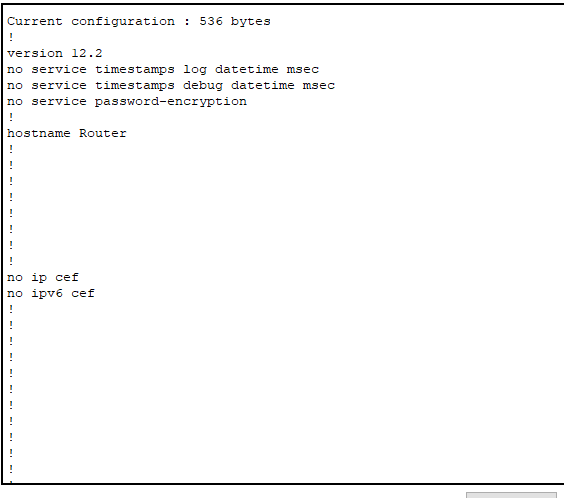 Current configuration : 536 bytes
!
version 12.2
no service timestamps log datetime msec
no service timestamps debug datetime msec
no service password-encryption
!
hostname Router
!
!
!
!
!
!
!
!
no ip cef
no ipv6 cef
!
!
!
!
!
!
!
!
!
!
!
!